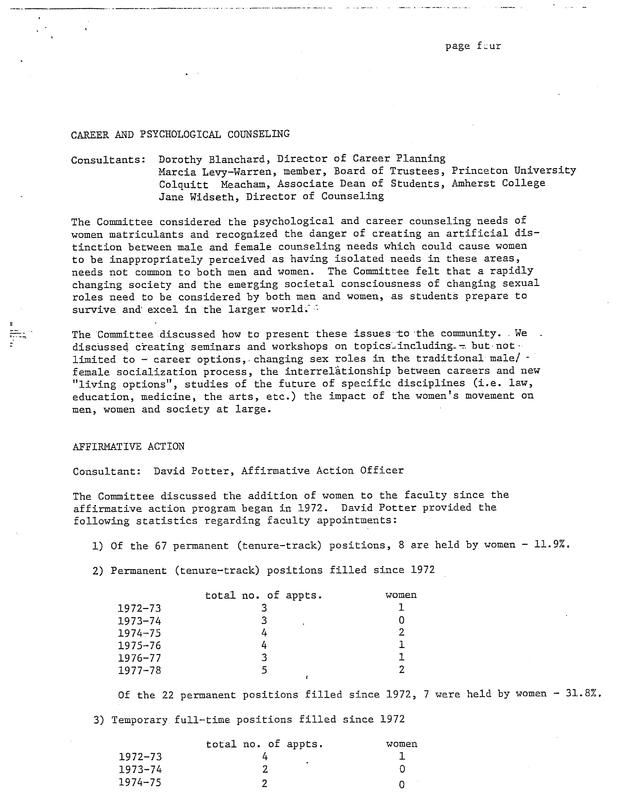 page four
CAREER AND PSYCHOLOGICAL COUNSELING
Consultants: Dorothy Blanchard, Director of Career Planning
Marcia Levy-Warren, member, Board of Trustees, Princeton University
Colquitt Meacham, Associate Dean of Students, Amherst College
Jane Widseth, Director of Counseling
The Committee considered the psychological and career counseling needs of
women matriculants and recognized the danger of creating an artificial dis-
tinction between male and female counseling needs which could cause women
to be inappropriately perceived as having isolated needs in these areas,
needs not common to both men and women. The Committee felt that a rapidly
changing society and the emerging societal consciousness of changing sexual
roles need to be considered by both men and women, as students prepare to
survive and excel in the larger world.
The Committee discussed how to present these issues to the community. We
discussed creating seminars and workshops on topics including - but not
limited to - career options, changing sex roles in the traditional male/
female socialization process, the interrelationship between careers and new
"living options", studies of the future of specific disciplines (i.e. law,
education, medicine, the arts, etc.) the impact of the women's movement on
men, women and society at large.
AFFIRMATIVE ACTION
Consultant: David Potter, Affirmative Action Officer
The Committee discussed the addition of women to the faculty since the
affirmative action program began in 1972. David Potter provided the
following statistics regarding faculty appointments:
1) Of the 67 permanent (tenure-track) positions, 8 are held by women - 11.9%.
2) Permanent (tenure-track) positions filled since 1972
total no. of appts. women
1972-73 3 1
1973-74 3 0
1974-75 4 2
1975-76 4 1
1976-77 3 1
1977-78 5 2
Of the 22 permanent positions filled since 1972, 7 were held by women - 31.8%.
3) Temporary full-time positions filled since 1972
total no. of appts. women
1972-73 4 1
1973-74 2 0
1974-75 2 0